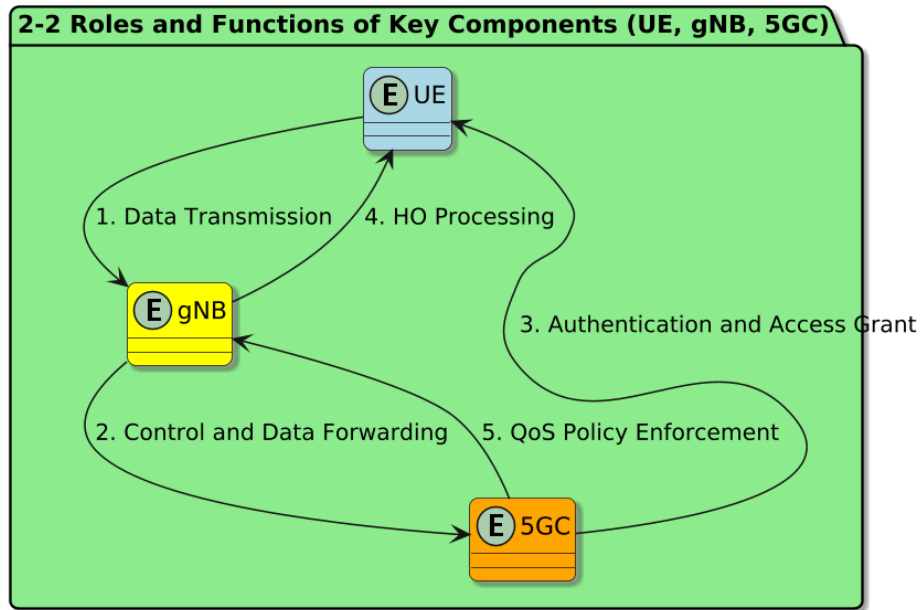 2-2 Roles and Functions of Key Components (UE, gNB, 5GC)
E UE
1. Data Transmission
4. HO Processing
E gNB
3. Authentication and Access Grant
2. Control and Data Forwarding
5. QoS Policy Enforcement
E 5GC